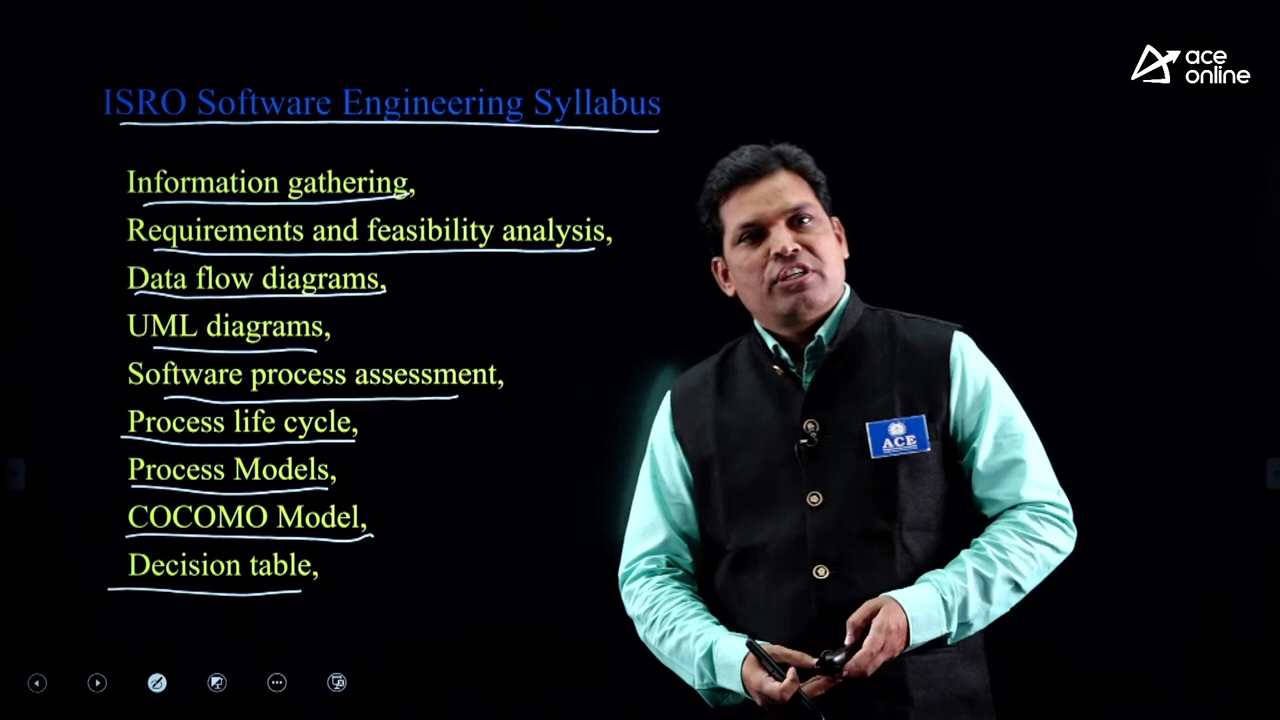 ace
online
ISRO Software Engineering Syllabus
Information gathering,
Requirements and feasibility analysis,
Data flow diagrams,
UML diagrams,
Software process assessment,
Process life cycle,
Process Models,
COCOMO Model,
Decision table,
ACE